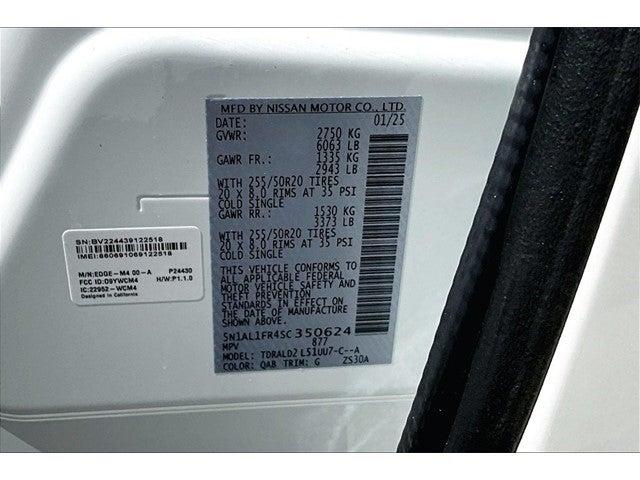 MFD BY NISSAN MOTOR CO., LTD.
DATE: 01/25
GVWR: 2750 KG
6063 LB
GAWR FR.: 1335 KG
2943 LB
WITH 255/50R20 TIRES
20 x 8.0 RIMS AT 35 PSI
COLD SINGLE
GAWR RR.: 1530 KG
3373 LB
WITH 255/50R20 TIRES
20 x 8.0 RIMS AT 35 PSI
COLD SINGLE
THIS VEHICLE CONFORMS TO
ALL APPLICABLE FEDERAL
MOTOR VEHICLE SAFETY
STANDARDS IN EFFECT ON
THE DATE OF MANUFACTURE
SHOWN ABOVE.
5N1AL1FR4SC350624
MPV 877
MODEL: TDRALD2 L51UU7-C--A
COLOR: QAB TRIM: G ZS30A
SN:BV224439122518
IMEI:860691069122518
M/N:EDGE-M4 00-A P24430
FCC ID:O9YWCM4 H/W:P1.1.0
IC:22952-WCM4
Designed in California